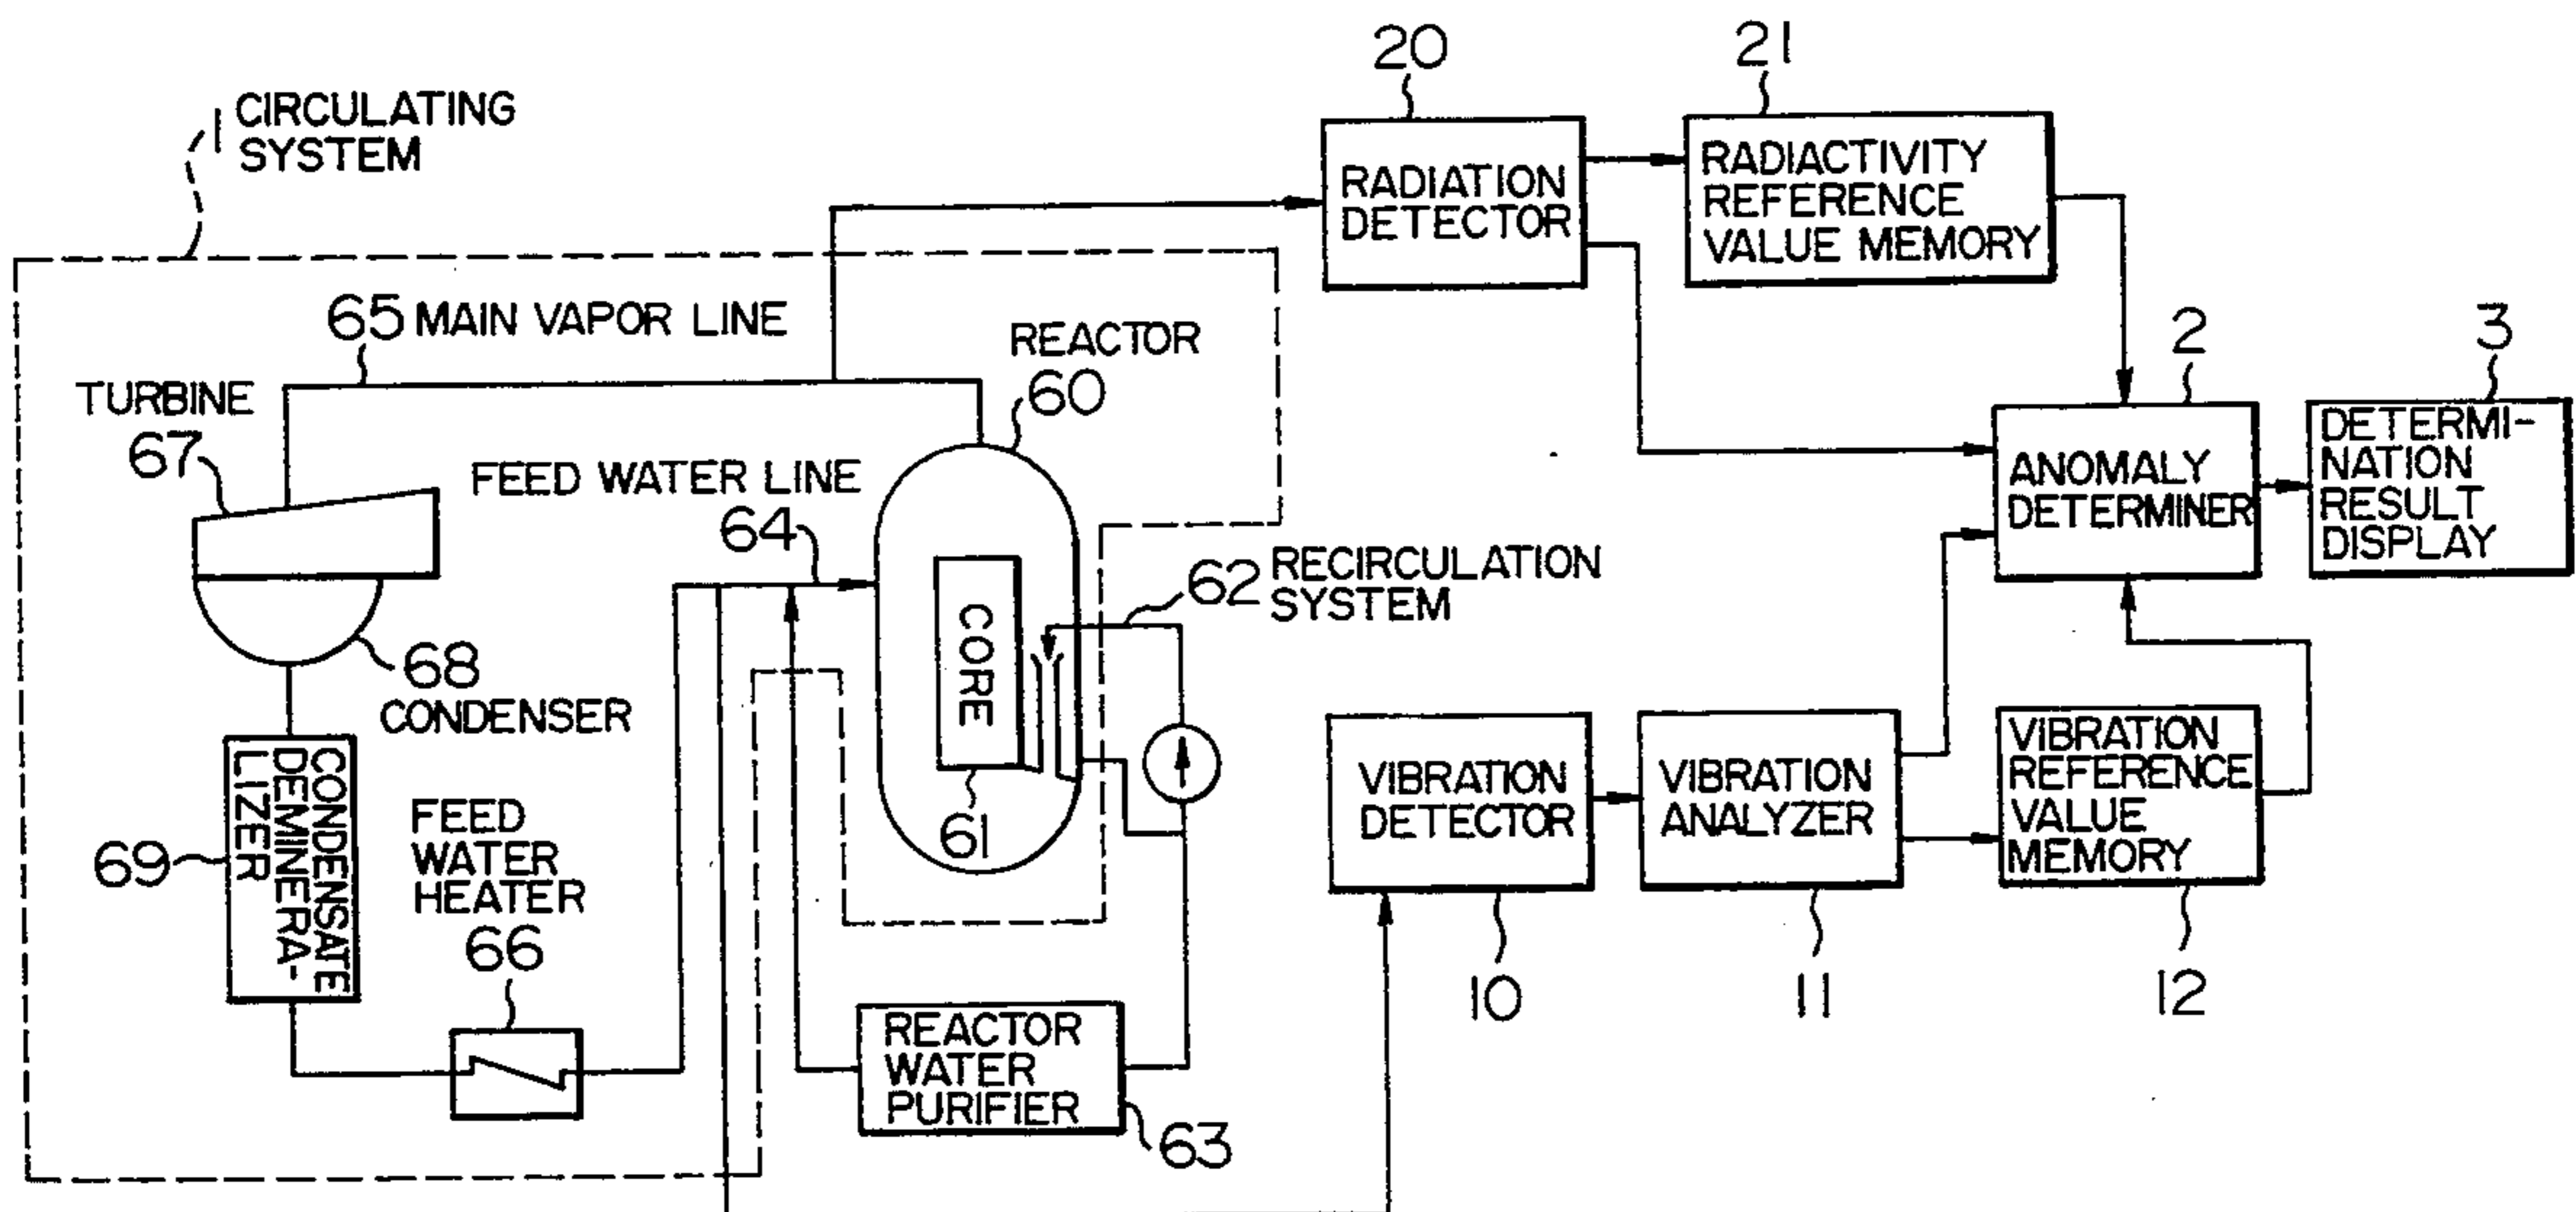 1 CIRCULATING
SYSTEM
20
21
RADIATION
DETECTOR
RADIACTIVITY
REFERENCE
VALUE MEMORY
65 MAIN VAPOR LINE
REACTOR
60
TURBINE
67
FEED WATER LINE
64
2
3
ANOMALY
DETERMINER
DETERMI-
NATION
RESULT
DISPLAY
CORE
61
62 RECIRCULATION
SYSTEM
68
CONDENSER
69
CONDENSATE
DEMINERA-
LIZER
FEED
WATER
HEATER
66
REACTOR
WATER
PURIFIER
63
VIBRATION
DETECTOR
VIBRATION
ANALYZER
VIBRATION
REFERENCE
VALUE
MEMORY
10
11
12